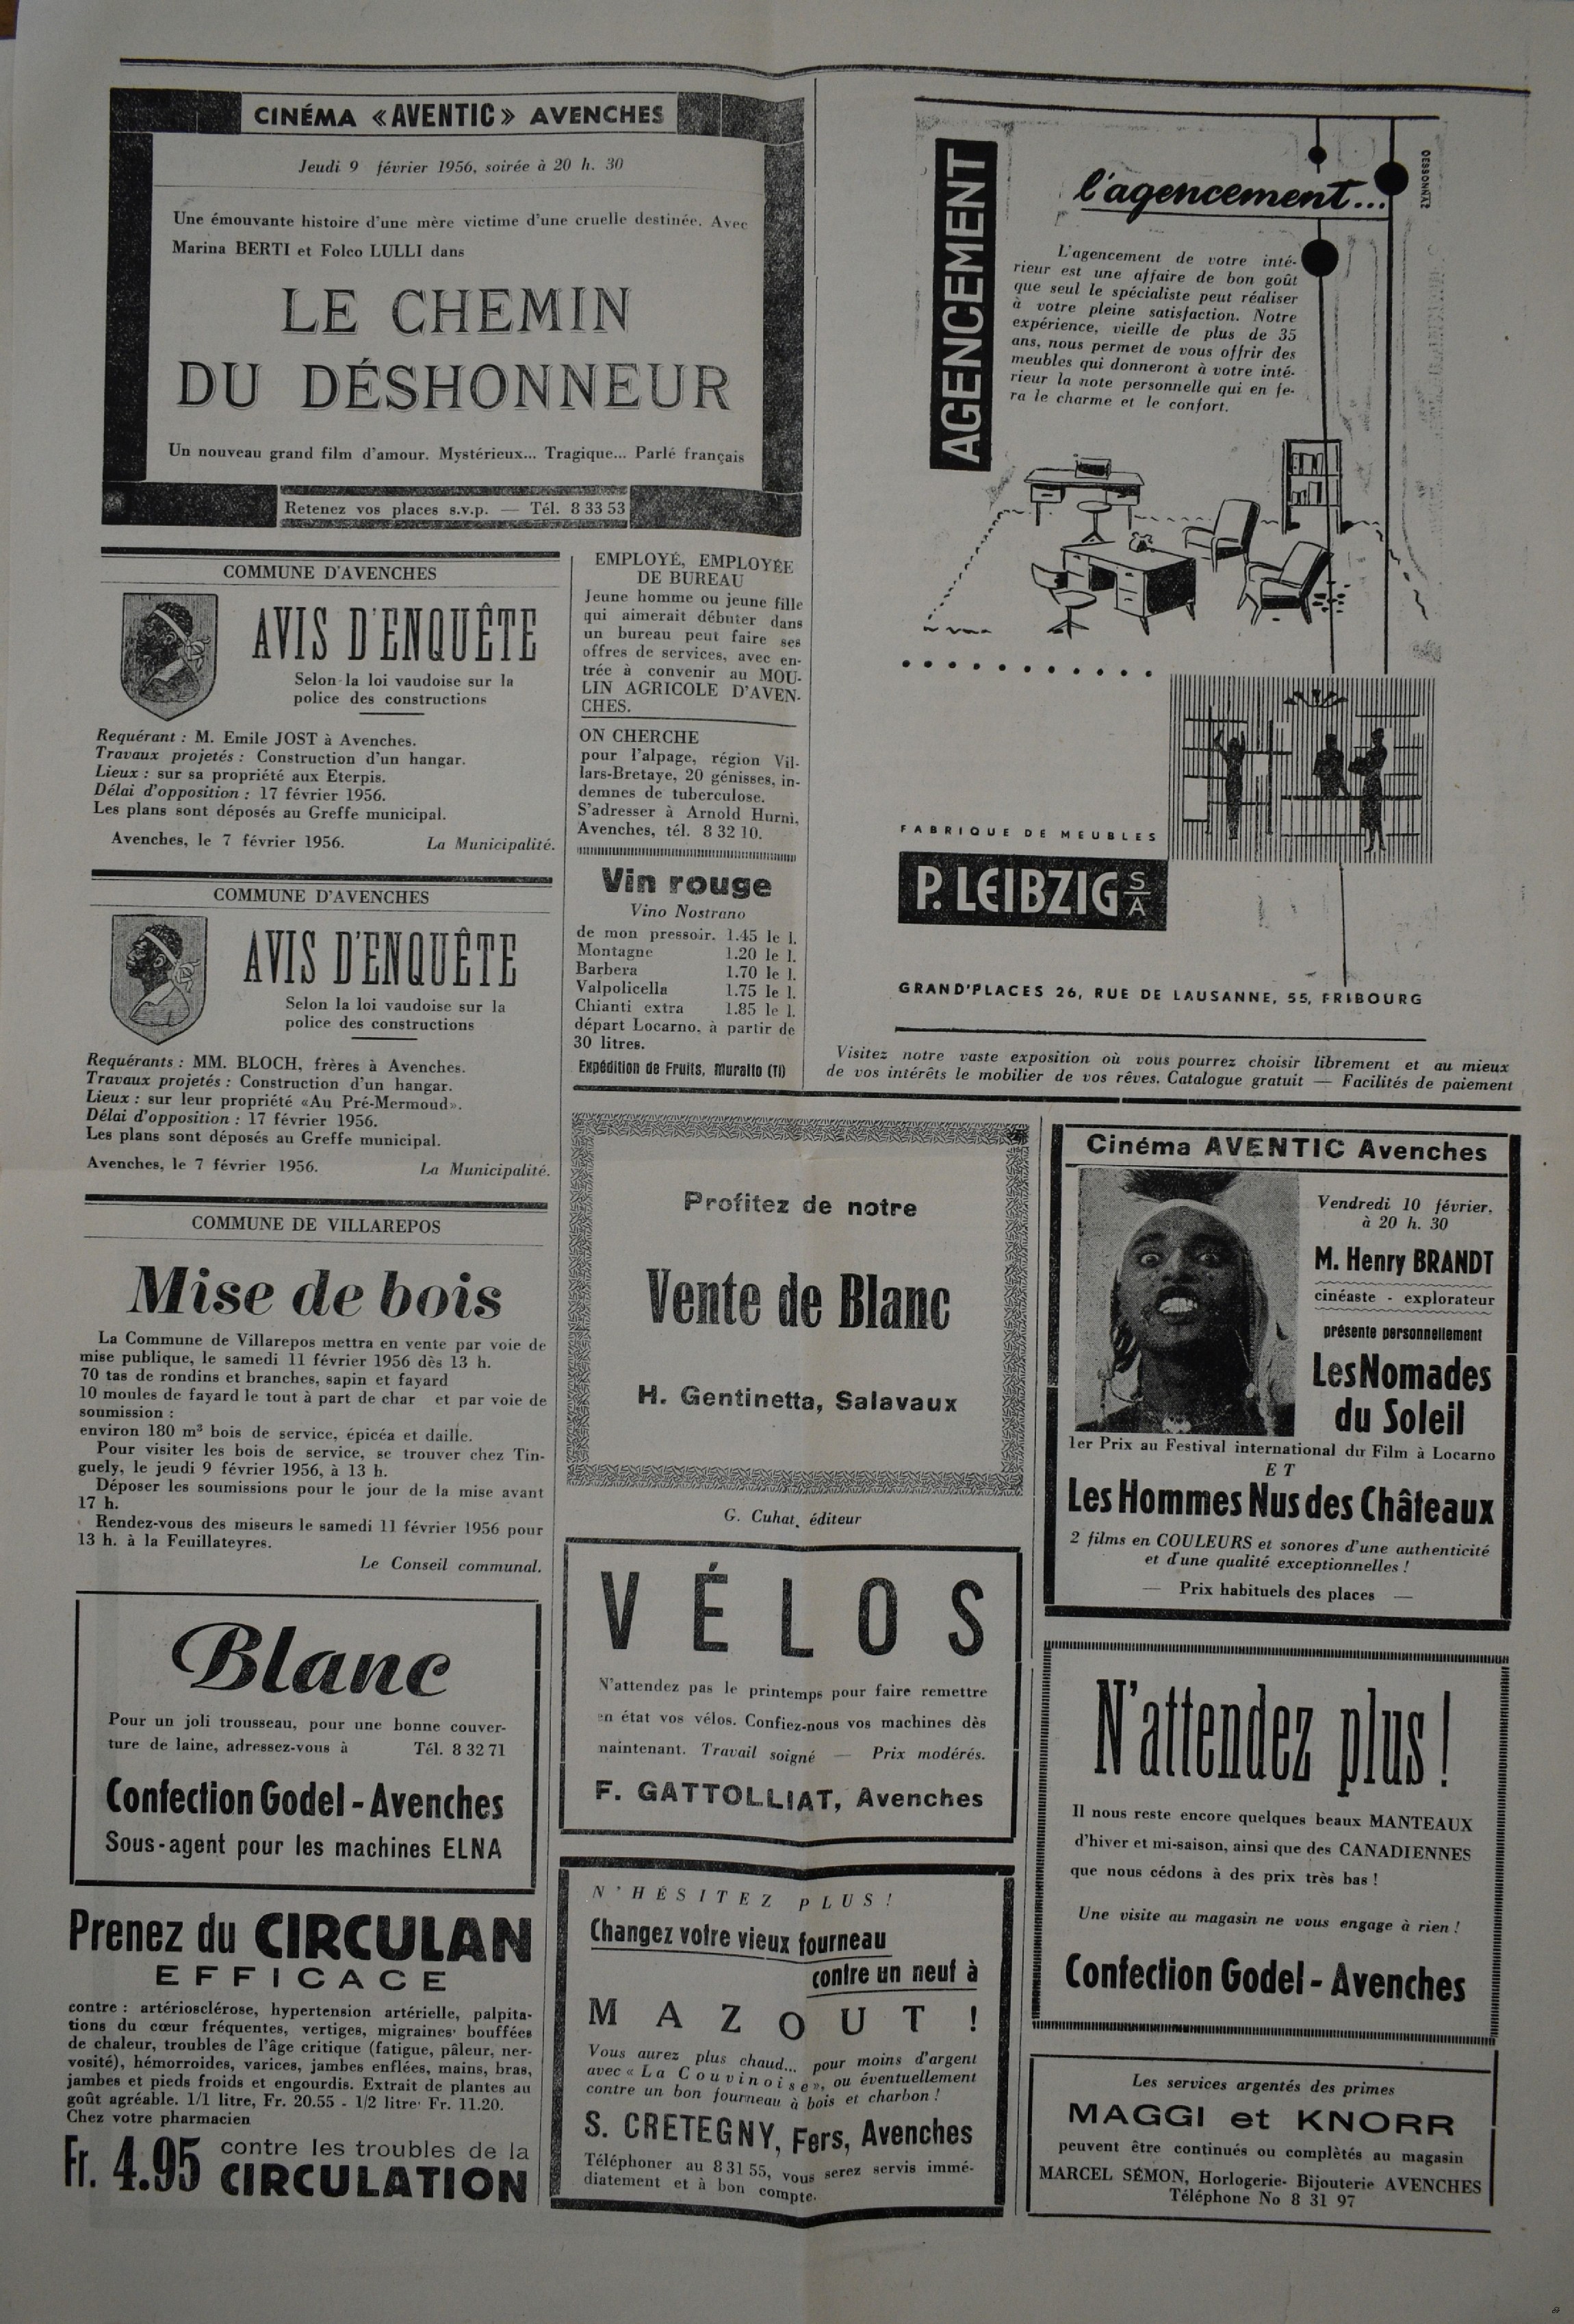 CINÉMA «AVENTIC» AVENCHES
Jeudi 9 février 1956, soirée à 20 h. 30
Une émouvante histoire d'une mère victime d'une cruelle destinée. Avec
Marina BERTI et Folco LULLI dans
LE CHEMIN
DU DÉSHONNEUR
Un nouveau grand film d'amour. Mystérieux... Tragique... Parlé français
Retenez vos places s.v.p. — Tél. 8 33 53
COMMUNE D'AVENCHES
AVIS D'ENQUÊTE
Selon la loi vaudoise sur la
police des constructions
Requérant : M. Emile JOST à Avenches.
Travaux projetés : Construction d'un hangar.
Lieux : sur sa propriété aux Eterpis.
Délai d'opposition : 17 février 1956.
Les plans sont déposés au Greffe municipal.
Avenches, le 7 février 1956. La Municipalité.
COMMUNE D'AVENCHES
AVIS D'ENQUÊTE
Selon la loi vaudoise sur la
police des constructions
Requérants : MM. BLOCH, frères à Avenches.
Travaux projetés : Construction d'un hangar.
Lieux : sur leur propriété «Au Pré-Mermoud».
Délai d'opposition : 17 février 1956.
Les plans sont déposés au Greffe municipal.
Avenches, le 7 février 1956. La Municipalité.
COMMUNE DE VILLAREPOS
Mise de bois
La Commune de Villarepos mettra en vente par voie de
mise publique, le samedi 11 février 1956 dès 13 h.
70 tas de rondins et branches, sapin et fayard
10 moules de fayard le tout à part de char et par voie de
soumission :
environ 180 m³ bois de service, épicéa et daille.
Pour visiter les bois de service, se trouver chez Tin-
guely, le jeudi 9 février 1956, à 13 h.
Déposer les soumissions pour le jour de la mise avant
17 h.
Rendez-vous des miseurs le samedi 11 février 1956 pour
13 h. à la Feuillateyres.
Le Conseil communal.
Blanc
Pour un joli trousseau, pour une bonne couver-
ture de laine, adressez-vous à Tél. 8 32 71
Confection Godel - Avenches
Sous-agent pour les machines ELNA
Prenez du CIRCULAN
EFFICACE
contre : artériosclérose, hypertension artérielle, palpita-
tions du cœur fréquentes, vertiges, migraines, bouffées
de chaleur, troubles de l'âge critique (fatigue, pâleur, ner-
vosité), hémorroides, varices, jambes enflées, mains, bras,
jambes et pieds froids et engourdis. Extrait de plantes au
goût agréable. 1/1 litre, Fr. 20.55 - 1/2 litre, Fr. 11.20.
Chez votre pharmacien
Fr. 4.95 contre les troubles de la
CIRCULATION
EMPLOYÉ, EMPLOYÉE
DE BUREAU
Jeune homme ou jeune fille
qui aimerait débuter dans
un bureau peut faire ses
offres de services, avec en-
trée à convenir au MOU-
LIN AGRICOLE D'AVEN-
CHES.
ON CHERCHE
pour l'alpage, région Vil-
lars-Bretaye, 20 génisses, in-
demnes de tuberculose.
S'adresser à Arnold Hurni,
Avenches, tél. 8 32 10.
Vin rouge
Vino Nostrano
de mon pressoir. 1.45 le l.
Montagne 1.20 le l.
Barbera 1.70 le l.
Valpolicella 1.75 le l.
Chianti extra 1.85 le l.
départ Locarno, à partir de
30 litres.
Expédition de Fruits, Muralto (TI)
AGENCEMENT
l'agencement...
DESSONNAZ
L'agencement de votre inté-
rieur est une affaire de bon goût
que seul le spécialiste peut réaliser
à votre pleine satisfaction. Notre
expérience, vieille de plus de 35
ans, nous permet de vous offrir des
meubles qui donneront à votre inté-
rieur la note personnelle qui en fe-
ra le charme et le confort.
FABRIQUE DE MEUBLES
P. LEIBZIG S/A
GRAND'PLACES 26, RUE DE LAUSANNE, 55, FRIBOURG
Visitez notre vaste exposition où vous pourrez choisir librement et au mieux
de vos intérêts le mobilier de vos rêves. Catalogue gratuit — Facilités de paiement
Profitez de notre
Vente de Blanc
H. Gentinetta, Salavaux
G. Cuhat, éditeur
VÉLOS
N'attendez pas le printemps pour faire remettre
en état vos vélos. Confiez-nous vos machines dès
maintenant. Travail soigné — Prix modérés.
F. GATTOLLIAT, Avenches
N'HÉSITEZ PLUS!
Changez votre vieux fourneau
contre un neuf à
MAZOUT!
Vous aurez plus chaud... pour moins d'argent
avec «La Couvinoise», ou éventuellement
contre un bon fourneau à bois et charbon !
S. CRETEGNY, Fers, Avenches
Téléphoner au 8 31 55, vous serez servis immé-
diatement et à bon compte.
Cinéma AVENTIC Avenches
Vendredi 10 février,
à 20 h. 30
M. Henry BRANDT
cinéaste - explorateur
présente personnellement
Les Nomades
du Soleil
1er Prix au Festival international du Film à Locarno
ET
Les Hommes Nus des Châteaux
2 films en COULEURS et sonores d'une authenticité
et d'une qualité exceptionnelles !
— Prix habituels des places —
N'attendez plus !
Il nous reste encore quelques beaux MANTEAUX
d'hiver et mi-saison, ainsi que des CANADIENNES
que nous cédons à des prix très bas !
Une visite au magasin ne vous engage à rien !
Confection Godel - Avenches
Les services argentés des primes
MAGGI et KNORR
peuvent être continués ou complètés au magasin
MARCEL SÉMON, Horlogerie- Bijouterie AVENCHES
Téléphone No 8 31 97